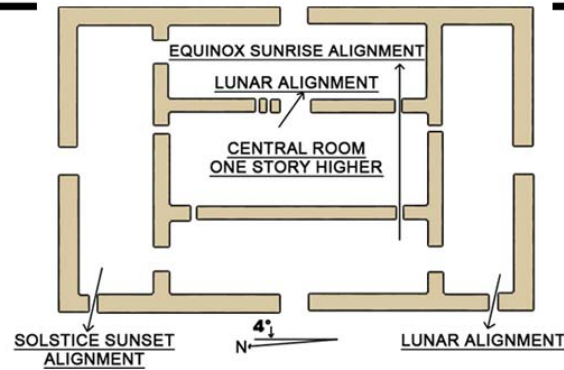 EQUINOX SUNRISE ALIGNMENT
LUNAR ALIGNMENT
CENTRAL ROOM
ONE STORY HIGHER
4°
N
SOLSTICE SUNSET
ALIGNMENT
LUNAR ALIGNMENT